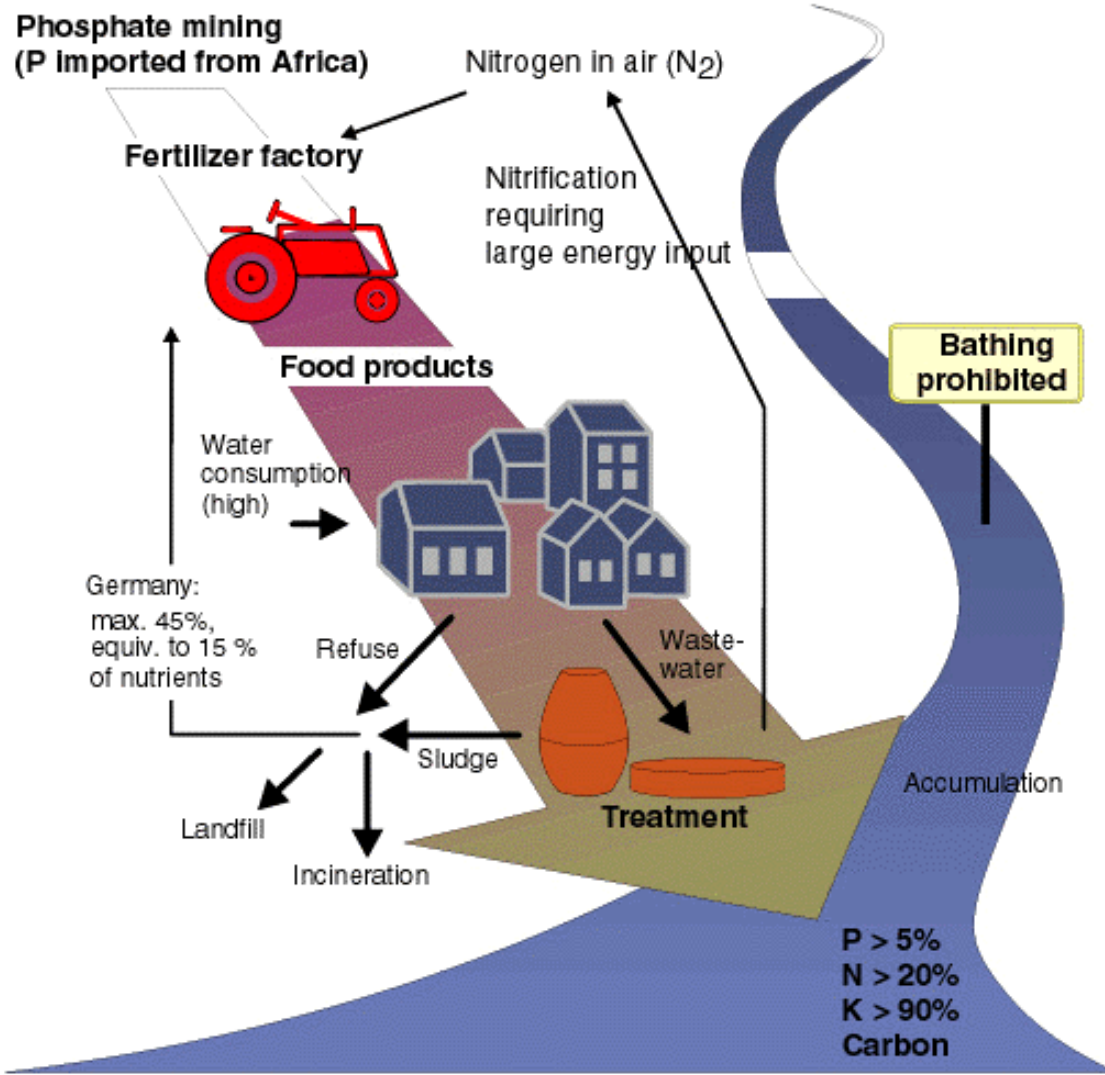 Phosphate mining
(P imported from Africa)
Nitrogen in air (N₂)
Fertilizer factory
Nitrification
requiring
large energy input
Bathing
prohibited
Food products
Water
consumption
(high)
Germany:
max. 45%,
equiv. to 15 %
of nutrients
Refuse
Waste-
water
Sludge
Accumulation
Treatment
Landfill
Incineration
P > 5%
N > 20%
K > 90%
Carbon